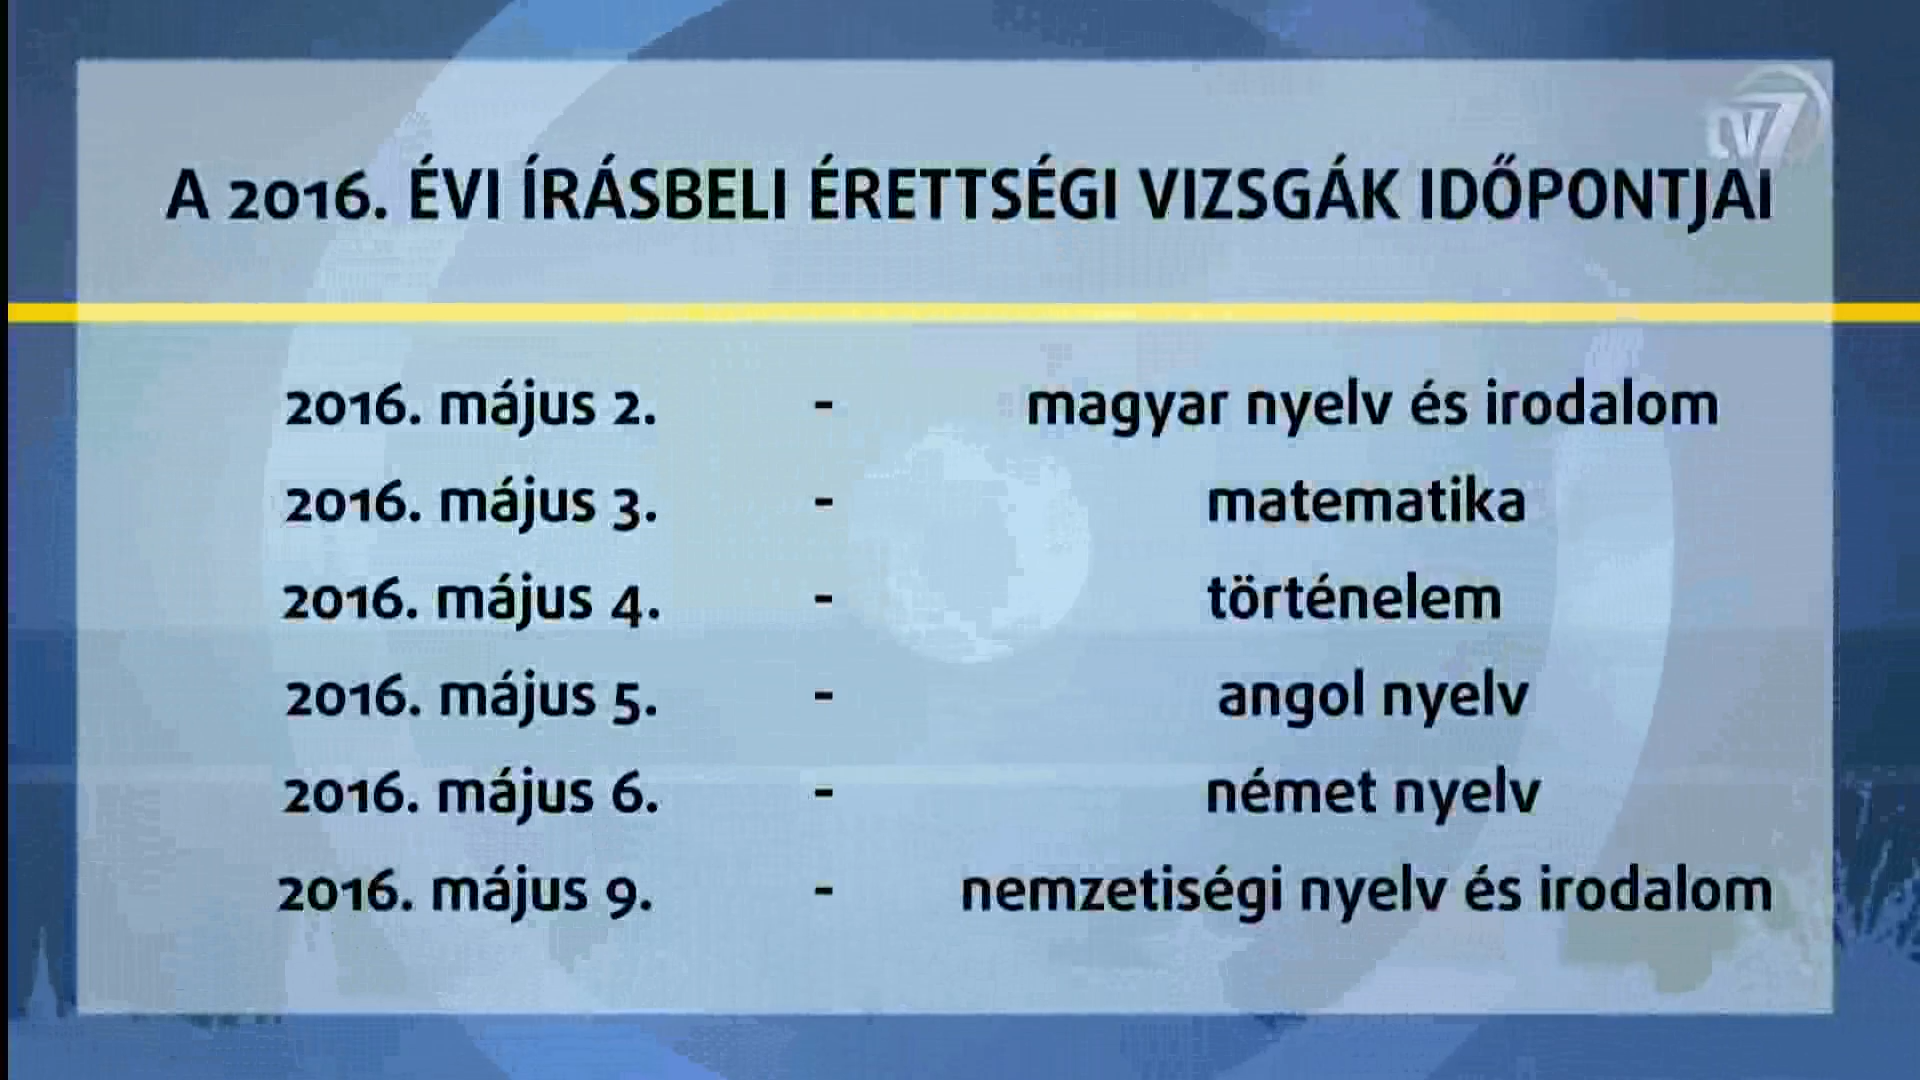 tv7
A 2016. ÉVI ÍRÁSBELI ÉRETTSÉGI VIZSGÁK IDŐPONTJAI
2016. május 2. - magyar nyelv és irodalom
2016. május 3. - matematika
2016. május 4. - történelem
2016. május 5. - angol nyelv
2016. május 6. - német nyelv
2016. május 9. - nemzetiségi nyelv és irodalom